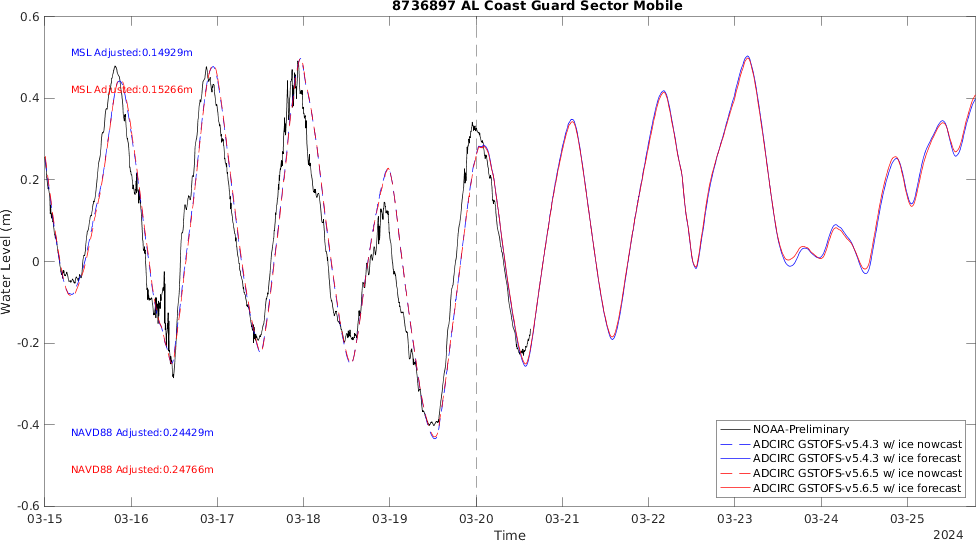 8736897 AL Coast Guard Sector Mobile
0.6
MSL Adjusted:0.14929m
MSL Adjusted:0.15266m
0.4
0.2
0
-0.2
-0.4
-0.6
Water Level (m)
NAVD88 Adjusted:0.24429m
NAVD88 Adjusted:0.24766m
NOAA-Preliminary
ADCIRC GSTOFS-v5.4.3 w/ ice nowcast
ADCIRC GSTOFS-v5.4.3 w/ ice forecast
ADCIRC GSTOFS-v5.6.5 w/ ice nowcast
ADCIRC GSTOFS-v5.6.5 w/ ice forecast
03-15 03-16 03-17 03-18 03-19 03-20 03-21 03-22 03-23 03-24 03-25
Time
2024